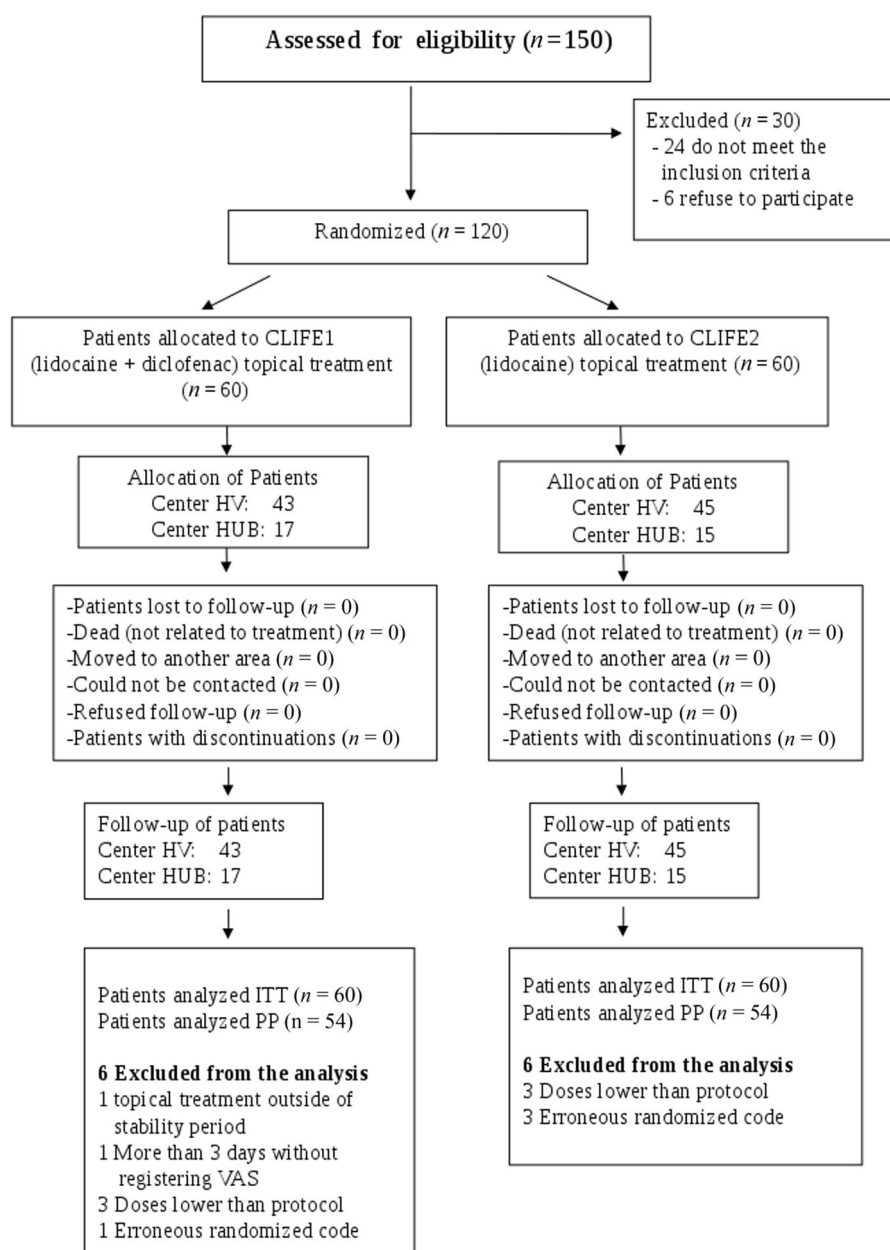 Assessed for eligibility (n=150)
Excluded (n = 30)
- 24 do not meet the
inclusion criteria
- 6 refuse to participate
Randomized (n = 120)
Patients allocated to CLIFE1
(lidocaine + diclofenac) topical treatment
(n = 60)
Patients allocated to CLIFE2
(lidocaine) topical treatment (n = 60)
Allocation of Patients
Center HV: 43
Center HUB: 17
Allocation of Patients
Center HV: 45
Center HUB: 15
-Patients lost to follow-up (n = 0)
-Dead (not related to treatment) (n = 0)
-Moved to another area (n = 0)
-Could not be contacted (n = 0)
-Refused follow-up (n = 0)
-Patients with discontinuations (n = 0)
-Patients lost to follow-up (n = 0)
-Dead (not related to treatment) (n = 0)
-Moved to another area (n = 0)
-Could not be contacted (n = 0)
-Refused follow-up (n = 0)
-Patients with discontinuations (n = 0)
Follow-up of patients
Center HV: 43
Center HUB: 17
Follow-up of patients
Center HV: 45
Center HUB: 15
Patients analyzed ITT (n = 60)
Patients analyzed PP (n = 54)
6 Excluded from the analysis
1 topical treatment outside of
stability period
1 More than 3 days without
registering VAS
3 Doses lower than protocol
1 Erroneous randomized code
Patients analyzed ITT (n = 60)
Patients analyzed PP (n = 54)
6 Excluded from the analysis
3 Doses lower than protocol
3 Erroneous randomized code